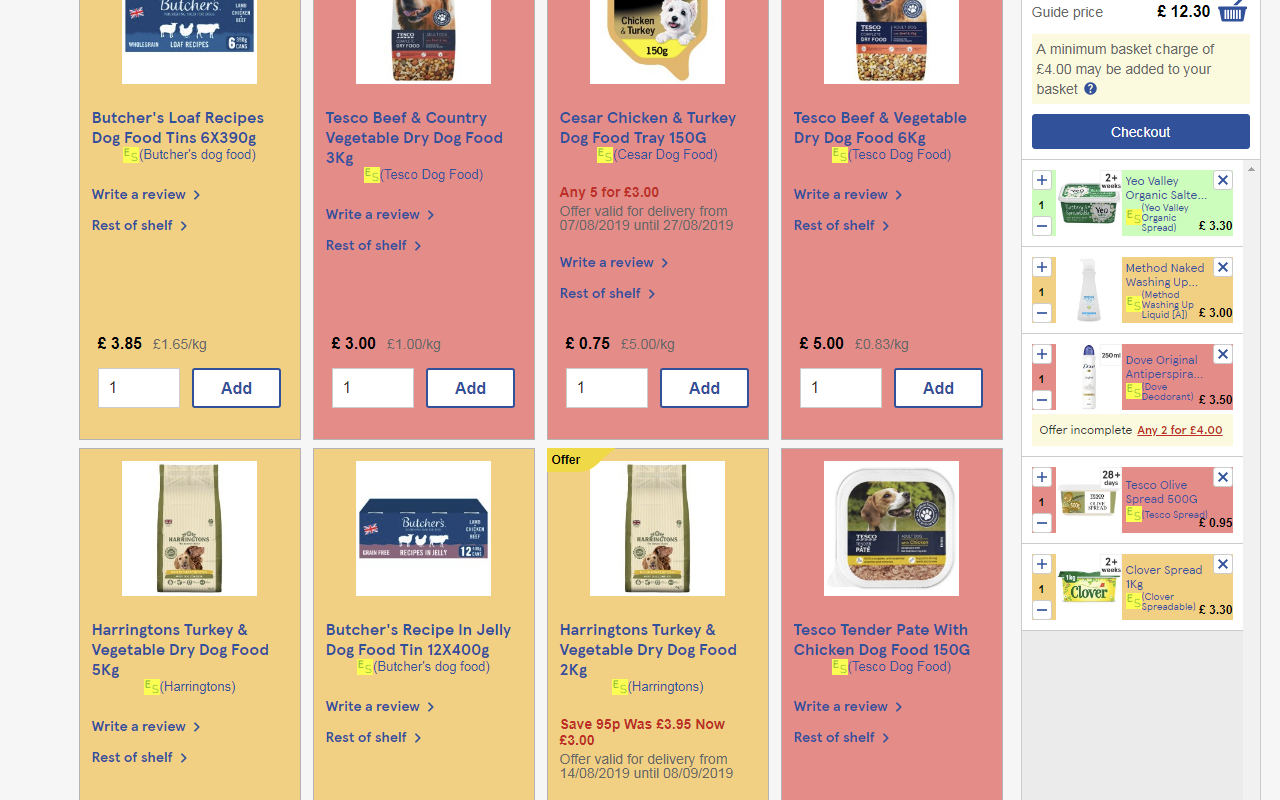 Butcher's
LAMB
CHICKEN
BEEF
WHOLEGRAIN
LOAF RECIPES
6 390g CANS
Butcher's Loaf Recipes
Dog Food Tins 6X390g
ES(Butcher's dog food)
Write a review
Rest of shelf
£ 3.85 £1.65/kg
1 Add
TESCO
COMPLETE
DRY FOOD
Tesco Beef & Country
Vegetable Dry Dog Food
3Kg
ES(Tesco Dog Food)
Write a review
Rest of shelf
£ 3.00 £1.00/kg
1 Add
Chicken
& Turkey
150g
Cesar Chicken & Turkey
Dog Food Tray 150G
ES(Cesar Dog Food)
Any 5 for £3.00
Offer valid for delivery from
07/08/2019 until 27/08/2019
Write a review
Rest of shelf
£ 0.75 £5.00/kg
1 Add
TESCO
COMPLETE
DRY FOOD
Tesco Beef & Vegetable
Dry Dog Food 6Kg
ES(Tesco Dog Food)
Write a review
Rest of shelf
£ 5.00 £0.83/kg
1 Add
HARRINGTONS
Harringtons Turkey &
Vegetable Dry Dog Food
5Kg
ES(Harringtons)
Write a review
Rest of shelf
Butcher's
LAMB
CHICKEN
BEEF
GRAIN FREE
RECIPES IN JELLY
12 400g CANS
Butcher's Recipe In Jelly
Dog Food Tin 12X400g
ES(Butcher's dog food)
Write a review
Rest of shelf
Offer
HARRINGTONS
Harringtons Turkey &
Vegetable Dry Dog Food
2Kg
ES(Harringtons)
Save 95p Was £3.95 Now
£3.00
Offer valid for delivery from
14/08/2019 until 08/09/2019
TESCO
TENDER
PATÉ
with Chicken
Tesco Tender Pate With
Chicken Dog Food 150G
ES(Tesco Dog Food)
Write a review
Rest of shelf
Guide price £ 12.30
A minimum basket charge of
£4.00 may be added to your
basket ?
Checkout
1
2+
weeks
Yeo
Yeo Valley
Organic Salte...
ES(Yeo Valley
Organic
Spread)
£ 3.30
1
Method Naked
Washing Up...
ES(Method
Washing Up
Liquid [A])
£ 3.00
1
Dove
250 ml
Dove Original
Antiperspira...
ES(Dove
Deodorant)
£ 3.50
Offer incomplete Any 2 for £4.00
1
28+
days
TESCO
OLIVE
SPREAD
Tesco Olive
Spread 500G
ES(Tesco Spread)
£ 0.95
1
2+
weeks
1kg
Clover
Clover Spread
1Kg
ES(Clover
Spreadable)
£ 3.30